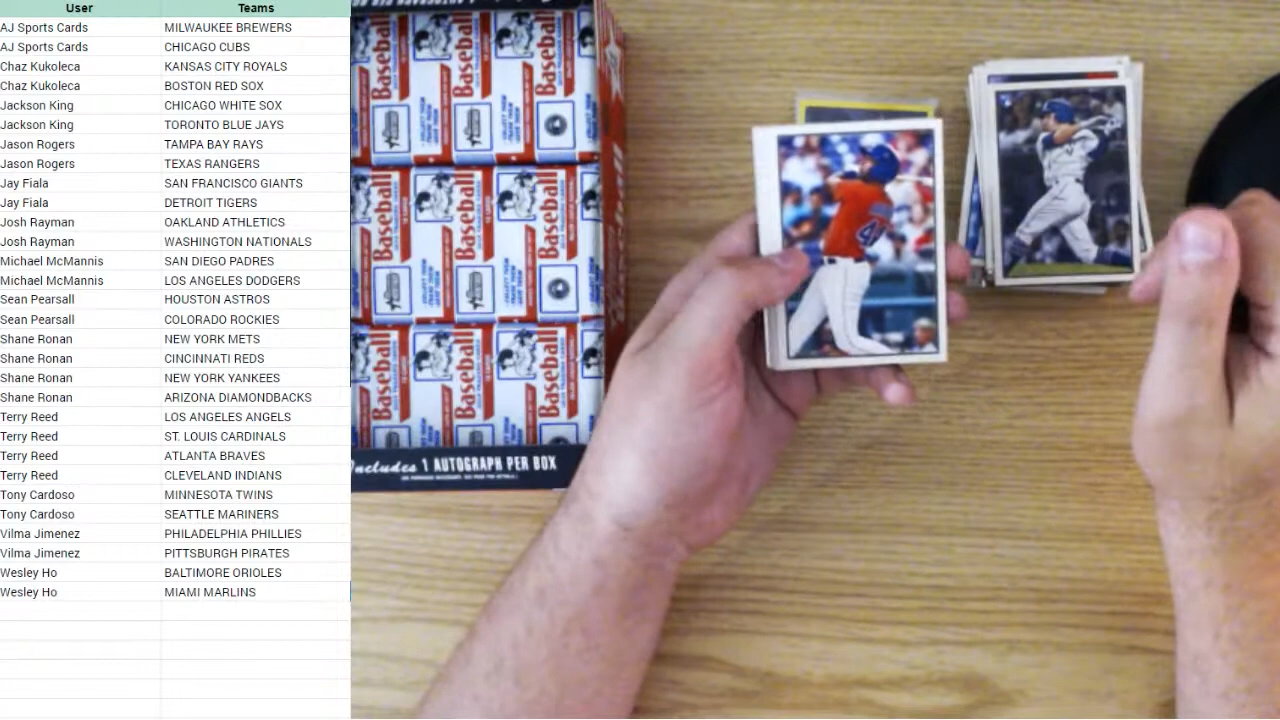 User Teams
AJ Sports Cards MILWAUKEE BREWERS
AJ Sports Cards CHICAGO CUBS
Chaz Kukoleca KANSAS CITY ROYALS
Chaz Kukoleca BOSTON RED SOX
Jackson King CHICAGO WHITE SOX
Jackson King TORONTO BLUE JAYS
Jason Rogers TAMPA BAY RAYS
Jason Rogers TEXAS RANGERS
Jay Fiala SAN FRANCISCO GIANTS
Jay Fiala DETROIT TIGERS
Josh Rayman OAKLAND ATHLETICS
Josh Rayman WASHINGTON NATIONALS
Michael McMannis SAN DIEGO PADRES
Michael McMannis LOS ANGELES DODGERS
Sean Pearsall HOUSTON ASTROS
Sean Pearsall COLORADO ROCKIES
Shane Ronan NEW YORK METS
Shane Ronan CINCINNATI REDS
Shane Ronan NEW YORK YANKEES
Shane Ronan ARIZONA DIAMONDBACKS
Terry Reed LOS ANGELES ANGELS
Terry Reed ST. LOUIS CARDINALS
Terry Reed ATLANTA BRAVES
Terry Reed CLEVELAND INDIANS
Tony Cardoso MINNESOTA TWINS
Tony Cardoso SEATTLE MARINERS
Vilma Jimenez PHILADELPHIA PHILLIES
Vilma Jimenez PITTSBURGH PIRATES
Wesley Ho BALTIMORE ORIOLES
Wesley Ho MIAMI MARLINS
Baseball
Baseball
Baseball
Baseball
Baseball
Baseball
Baseball
Baseball
Baseball
Includes 1 AUTOGRAPH PER BOX